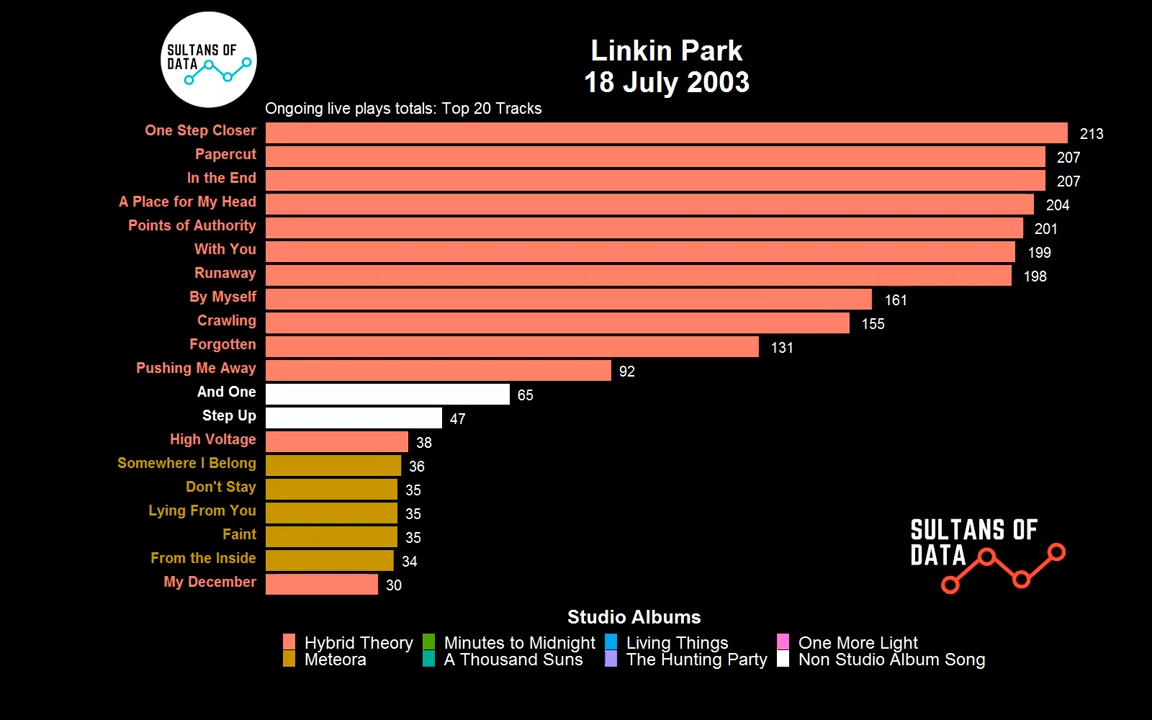 SULTANS OF
DATA
Linkin Park
18 July 2003
Ongoing live plays totals: Top 20 Tracks
One Step Closer 213
Papercut 207
In the End 207
A Place for My Head 204
Points of Authority 201
With You 199
Runaway 198
By Myself 161
Crawling 155
Forgotten 131
Pushing Me Away 92
And One 65
Step Up 47
High Voltage 38
Somewhere I Belong 36
Don't Stay 35
Lying From You 35
Faint 35
From the Inside 34
My December 30
SULTANS OF
DATA
Studio Albums
Hybrid Theory Minutes to Midnight Living Things One More Light
Meteora A Thousand Suns The Hunting Party Non Studio Album Song